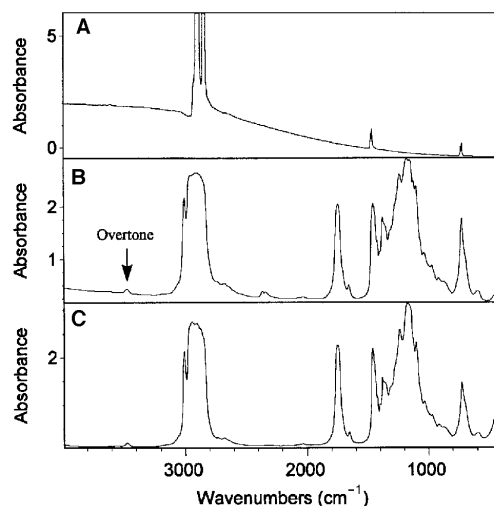 A
5
Absorbance
0
B
2
Absorbance
1
Overtone
C
2
Absorbance
3000 2000 1000
Wavenumbers (cm⁻¹)